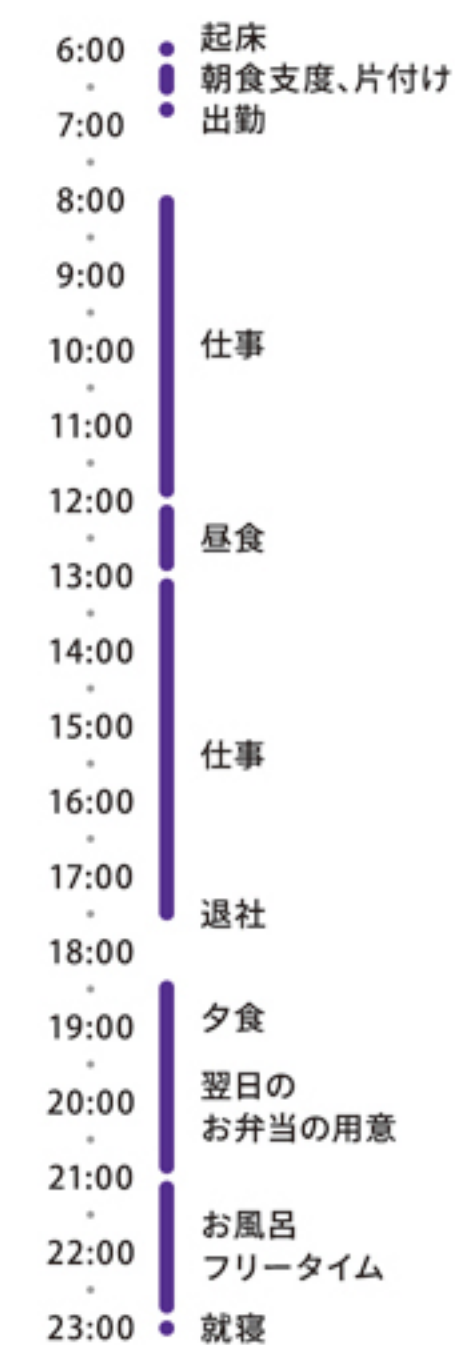 6:00 起床
朝食支度、片付け
7:00 出勤
8:00
9:00
10:00 仕事
11:00
12:00
昼食
13:00
14:00
15:00
仕事
16:00
17:00
退社
18:00
19:00 夕食
翌日の
20:00
お弁当の用意
21:00
お風呂
22:00
フリータイム
23:00 就寝